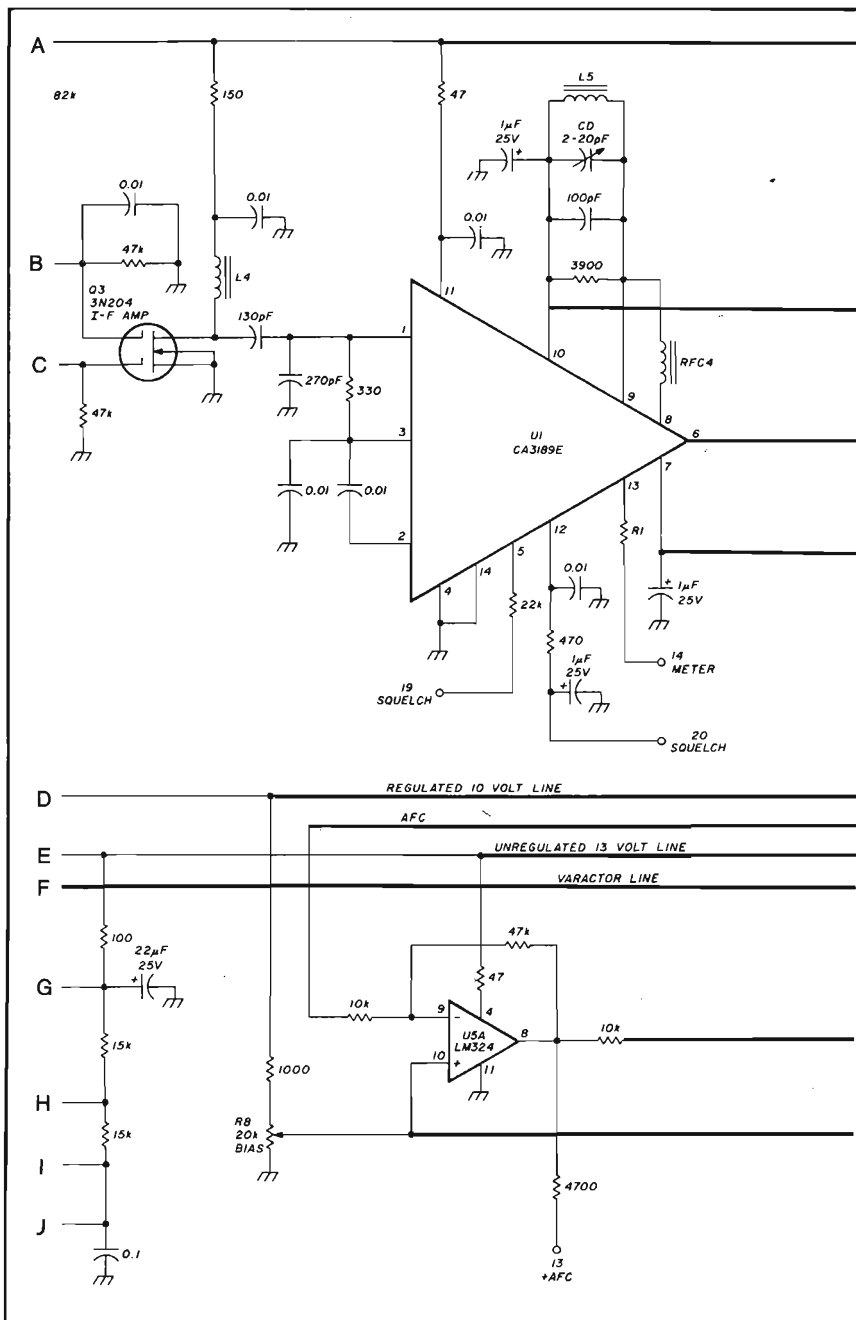 A
82k
150
47
L5
1µF
25V
+
CD
2-20pF
100pF
3900
0.01
0.01
0.01
B
47k
L4
Q3
3N204
I-F AMP
130pF
11
1
10
RFC4
C
270pF
330
9
8
47k
3
U1
CA3189E
6
7
13
0.01
0.01
2
12
R1
5
14
4
22k
0.01
+
1µF
25V
470
14
METER
1µF
25V
+
19
SQUELCH
20
SQUELCH
D
REGULATED 10 VOLT LINE
AFC
E
UNREGULATED 13 VOLT LINE
F
VARACTOR LINE
100
22µF
25V
+
47k
47
G
10k
9
-
4
8
10k
U5A
LM324
10
+
11
15k
1000
H
R8
20k
BIAS
15k
I
4700
J
0.1
13
+AFC